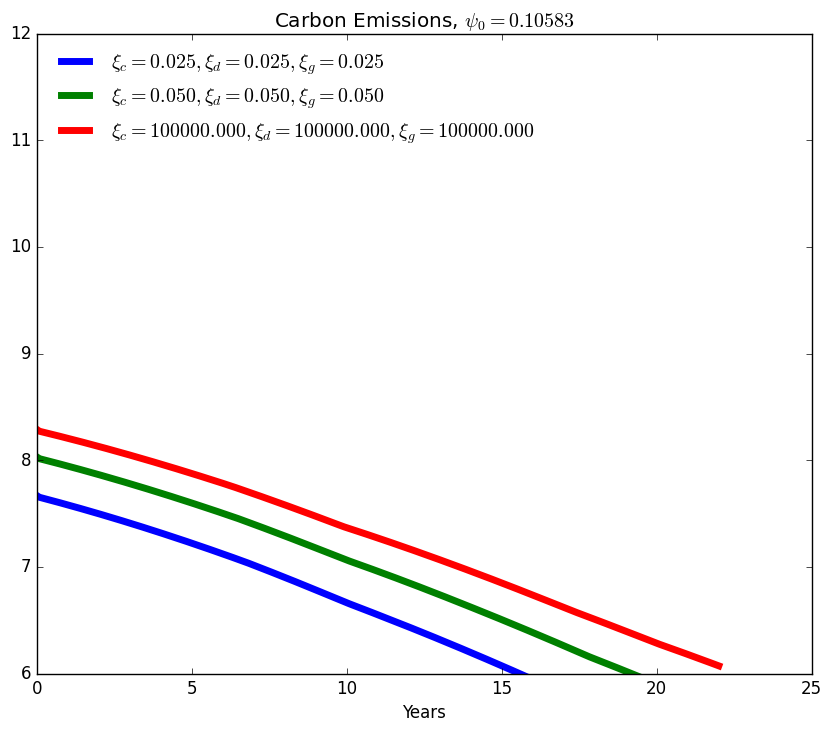 Carbon Emissions, ψ₀ = 0.10583
12
ξc = 0.025, ξd = 0.025, ξg = 0.025
ξc = 0.050, ξd = 0.050, ξg = 0.050
ξc = 100000.000, ξd = 100000.000, ξg = 100000.000
11
10
9
8
7
6
0 5 10 15 20 25
Years